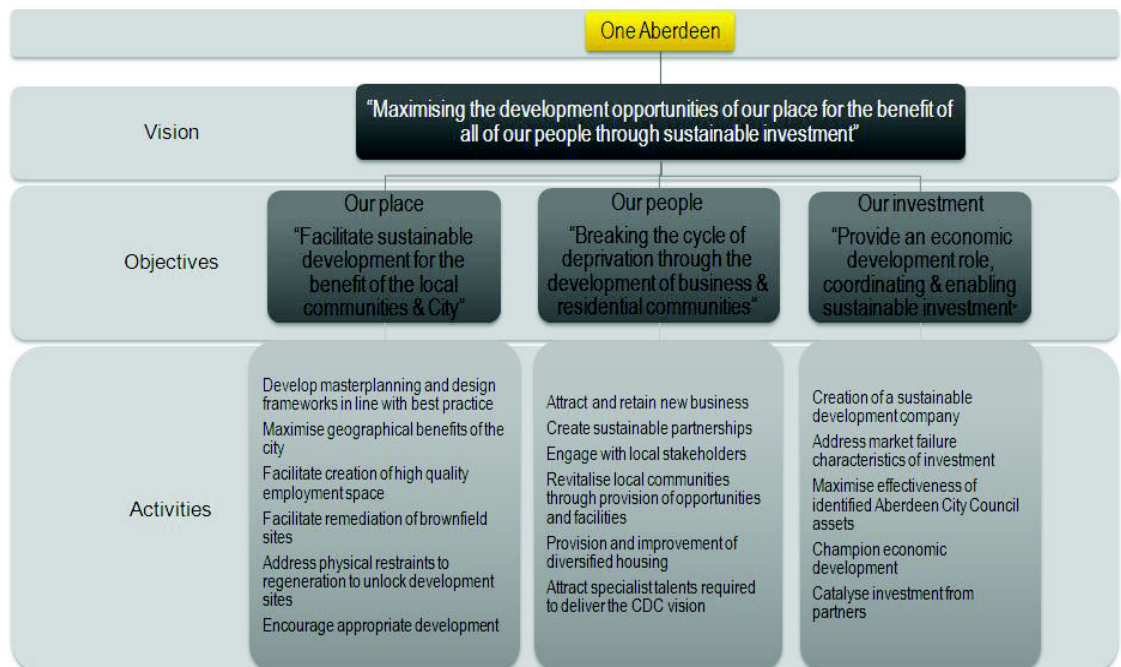 One Aberdeen
Vision
“Maximising the development opportunities of our place for the benefit of
all of our people through sustainable investment”
Objectives
Our place
“Facilitate sustainable
development for the
benefit of the local
communities & City”
Our people
“Breaking the cycle of
deprivation through the
development of business &
residential communities”
Our investment
“Provide an economic
development role,
coordinating & enabling
sustainable investment”
Activities
Develop masterplanning and design
frameworks in line with best practice
Maximise geographical benefits of the
city
Facilitate creation of high quality
employment space
Facilitate remediation of brownfield
sites
Address physical restraints to
regeneration to unlock development
sites
Encourage appropriate development
Attract and retain new business
Create sustainable partnerships
Engage with local stakeholders
Revitalise local communities
through provision of opportunities
and facilities
Provision and improvement of
diversified housing
Attract specialist talents required
to deliver the CDC vision
Creation of a sustainable
development company
Address market failure
characteristics of investment
Maximise effectiveness of
identified Aberdeen City Council
assets
Champion economic
development
Catalyse investment from
partners